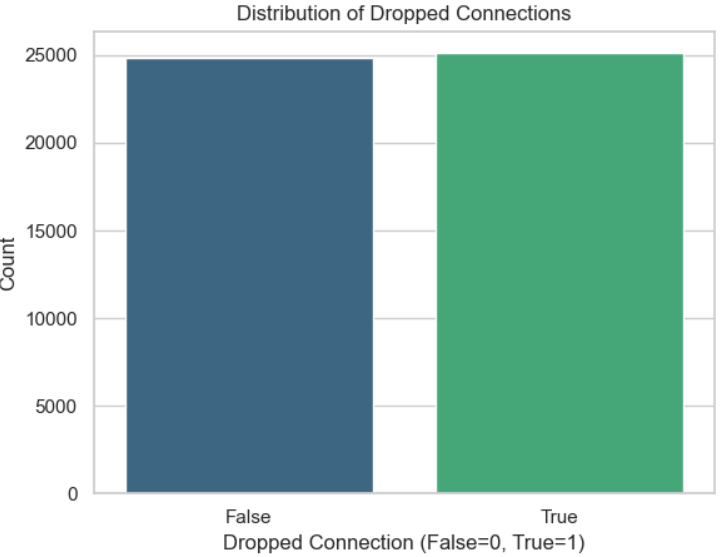 Distribution of Dropped Connections
25000
20000
15000
10000
5000
0
Count
False
True
Dropped Connection (False=0, True=1)